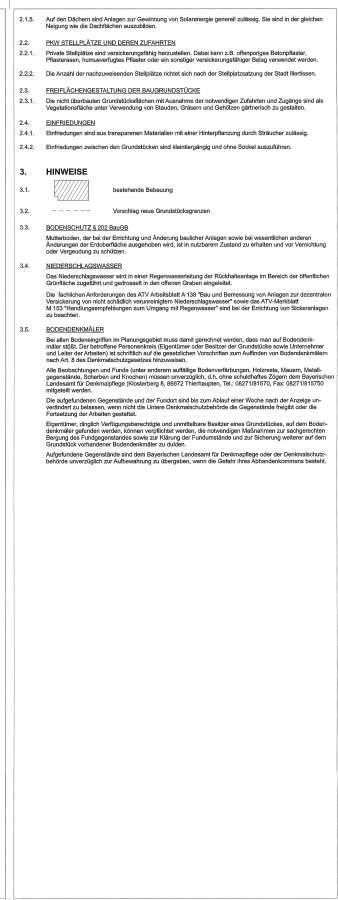 2.1.5. Auf den Dächern sind Anlagen zur Gewinnung von Solarenergie generell zulässig. Sie sind in der gleichen
Neigung wie die Dachflächen auszubilden.
2.2. PKW STELLPLÄTZE UND DEREN ZUFAHRTEN
2.2.1. Private Stellplätze sind versickerungsfähig herzustellen. Dabei kann z.B. offenporiges Betonpflaster,
Pflasterrasen, humusverfugtes Pflaster oder ein sonstiger versickerungsfähiger Belag verwendet werden.
2.2.2. Die Anzahl der nachzuweisenden Stellplätze richtet sich nach der Stellplatzsatzung der Stadt Illertissen.
2.3. FREIFLÄCHENGESTALTUNG DER BAUGRUNDSTÜCKE
2.3.1. Die nicht überbauten Grundstücksflächen mit Ausnahme der notwendigen Zufahrten und Zugänge sind als
Vegetationsfläche unter Verwendung von Stauden, Gräsern und Gehölzen gärtnerisch zu gestalten.
2.4. EINFRIEDUNGEN
2.4.1. Einfriedungen sind aus transparenten Materialien mit einer Hinterpflanzung durch Sträucher zulässig.
2.4.2. Einfriedungen zwischen den Grundstücken sind kleintiergängig und ohne Sockel auszuführen.
3. HINWEISE
3.1. bestehende Bebauung
3.2. Vorschlag neue Grundstücksgrenzen
3.3. BODENSCHUTZ § 202 BauGB
Mutterboden, der bei der Errichtung und Änderung baulicher Anlagen sowie bei wesentlichen anderen
Änderungen der Erdoberfläche ausgehoben wird, ist in nutzbarem Zustand zu erhalten und vor Vernichtung
oder Vergeudung zu schützen.
3.4. NIEDERSCHLAGSWASSER
Das Niederschlagswasser wird in einer Regenwasserleitung der Rückhalteanlage im Bereich der öffentlichen
Grünfläche zugeführt und gedrosselt in den offenen Graben eingeleitet.
Die fachlichen Anforderungen des ATV Arbeitsblatt A 138 "Bau und Bemessung von Anlagen zur dezentralen
Versickerung von nicht schädlich verunreinigtem Niederschlagswasser" sowie das ATV-Merkblatt
M 153 "Handlungsempfehlungen zum Umgang mit Regenwasser" sind bei der Errichtung von Sickeranlagen
zu beachten.
3.5. BODENDENKMÄLER
Bei allen Bodeneingriffen im Planungsgebiet muss damit gerechnet werden, dass man auf Bodendenk-
mäler stößt. Der betroffene Personenkreis (Eigentümer oder Besitzer der Grundstücke sowie Unternehmer
und Leiter der Arbeiten) ist schriftlich auf die gesetzlichen Vorschriften zum Auffinden von Bodendenkmälern
nach Art. 8 des Denkmalschutzgesetzes hinzuweisen.
Alle Beobachtungen und Funde (unter anderem auffällige Bodenverfärbungen, Holzreste, Mauern, Metall-
gegenstände, Scherben und Knochen) müssen unverzüglich, d.h. ohne schuldhaftes Zögern dem Bayerischen
Landesamt für Denkmalpflege (Klosterberg 8, 86672 Thierhaupten, Tel.: 08271/81570, Fax: 08271/815750
mitgeteilt werden.
Die aufgefundenen Gegenstände und der Fundort sind bis zum Ablauf einer Woche nach der Anzeige un-
verändert zu belassen, wenn nicht die Untere Denkmalschutzbehörde die Gegenstände freigibt oder die
Fortsetzung der Arbeiten gestattet.
Eigentümer, dinglich Verfügungsberechtigte und unmittelbare Besitzer eines Grundstückes, auf dem Boden-
denkmäler gefunden werden, können verpflichtet werden, die notwendigen Maßnahmen zur sachgerechten
Bergung des Fundgegenstandes sowie zur Klärung der Fundumstände und zur Sicherung weiterer auf dem
Grundstück vorhandener Bodendenkmäler zu dulden.
Aufgefundene Gegenstände sind dem Bayerischen Landesamt für Denkmapflege oder der Denkmalschutz-
behörde unverzüglich zur Aufbewahrung zu übergeben, wenn die Gefahr ihres Abhandenkommens besteht.